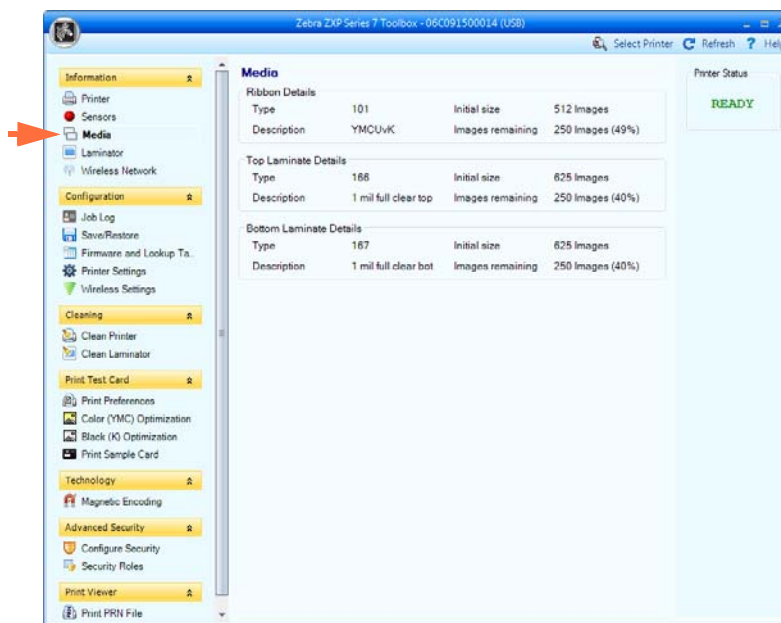 Zebra ZXP Series 7 Toolbox - 06C091500014 (USB)
Select Printer Refresh ? Help
Information
Printer
Sensors
Media
Laminator
Wireless Network
Configuration
Job Log
Save/Restore
Firmware and Lookup Ta..
Printer Settings
Wireless Settings
Cleaning
Clean Printer
Clean Laminator
Print Test Card
Print Preferences
Color (YMC) Optimization
Black (K) Optimization
Print Sample Card
Technology
Magnetic Encoding
Advanced Security
Configure Security
Security Roles
Print Viewer
Print PRN File
Media
Ribbon Details
Type 101 Initial size 512 Images
Description YMCUvK Images remaining 250 Images (49%)
Top Laminate Details
Type 166 Initial size 625 Images
Description 1 mil full clear top Images remaining 250 Images (40%)
Bottom Laminate Details
Type 167 Initial size 625 Images
Description 1 mil full clear bot Images remaining 250 Images (40%)
Printer Status
READY